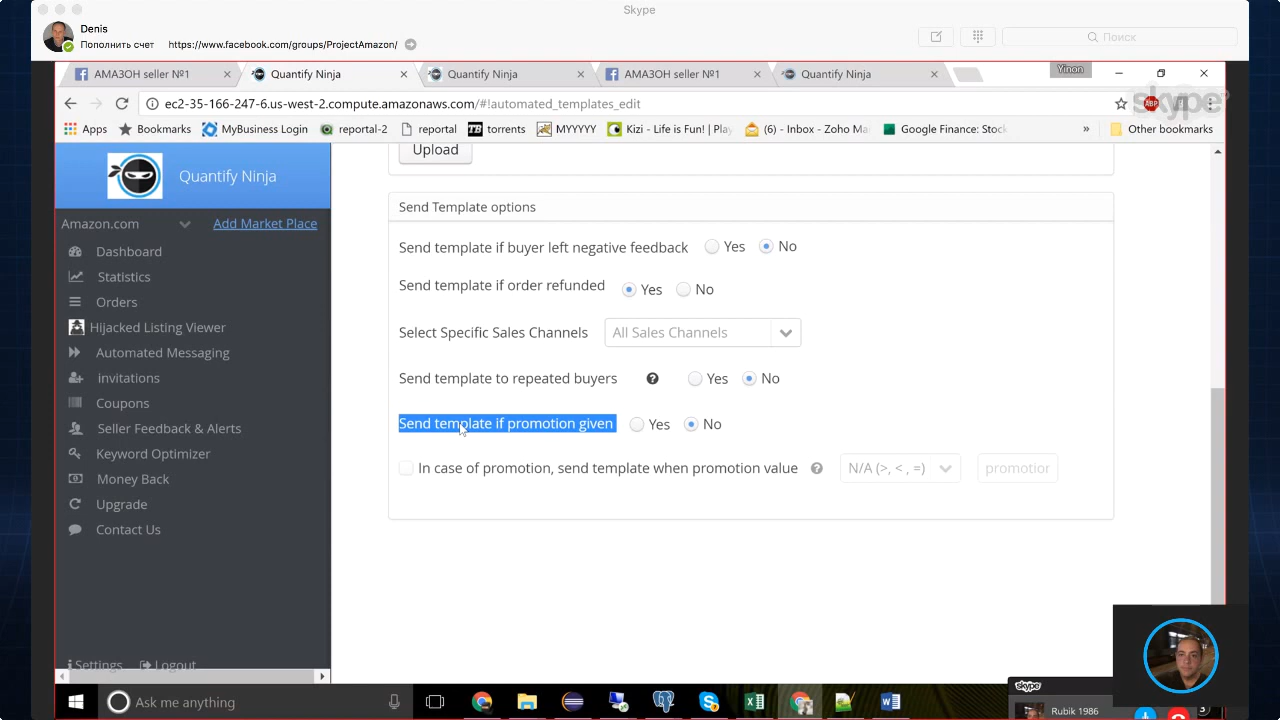 Skype
Denis
Пополнить счет https://www.facebook.com/groups/ProjectAmazon/
Поиск
АМАЗОН seller №1
Quantify Ninja
Quantify Ninja
АМАЗОН seller №1
Quantify Ninja
Yinon
ec2-35-166-247-6.us-west-2.compute.amazonaws.com/#!automated_templates_edit
skype
ABP
Apps
Bookmarks
MyBusiness Login
reportal-2
reportal
torrents
MYYYYY
Kizi - Life is Fun! | Play
(6) - Inbox - Zoho Ma
Google Finance: Stock
»
Other bookmarks
Quantify Ninja
Upload
Amazon.com Add Market Place
Dashboard
Statistics
Orders
Hijacked Listing Viewer
Automated Messaging
invitations
Coupons
Seller Feedback & Alerts
Keyword Optimizer
Money Back
Upgrade
Contact Us
Settings Logout
Send Template options
Send template if buyer left negative feedback Yes No
Send template if order refunded Yes No
Select Specific Sales Channels All Sales Channels
Send template to repeated buyers ? Yes No
Send template if promotion given Yes No
In case of promotion, send template when promotion value ? N/A (>, < , =) promotior
skype
Rubik 1986
Ask me anything